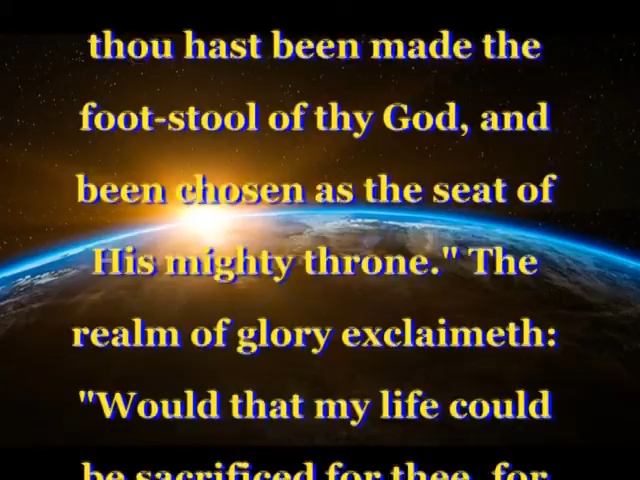 thou hast been made the
foot-stool of thy God, and
been chosen as the seat of
His mighty throne." The
realm of glory exclaimeth:
"Would that my life could
be sacrificed for thee, for